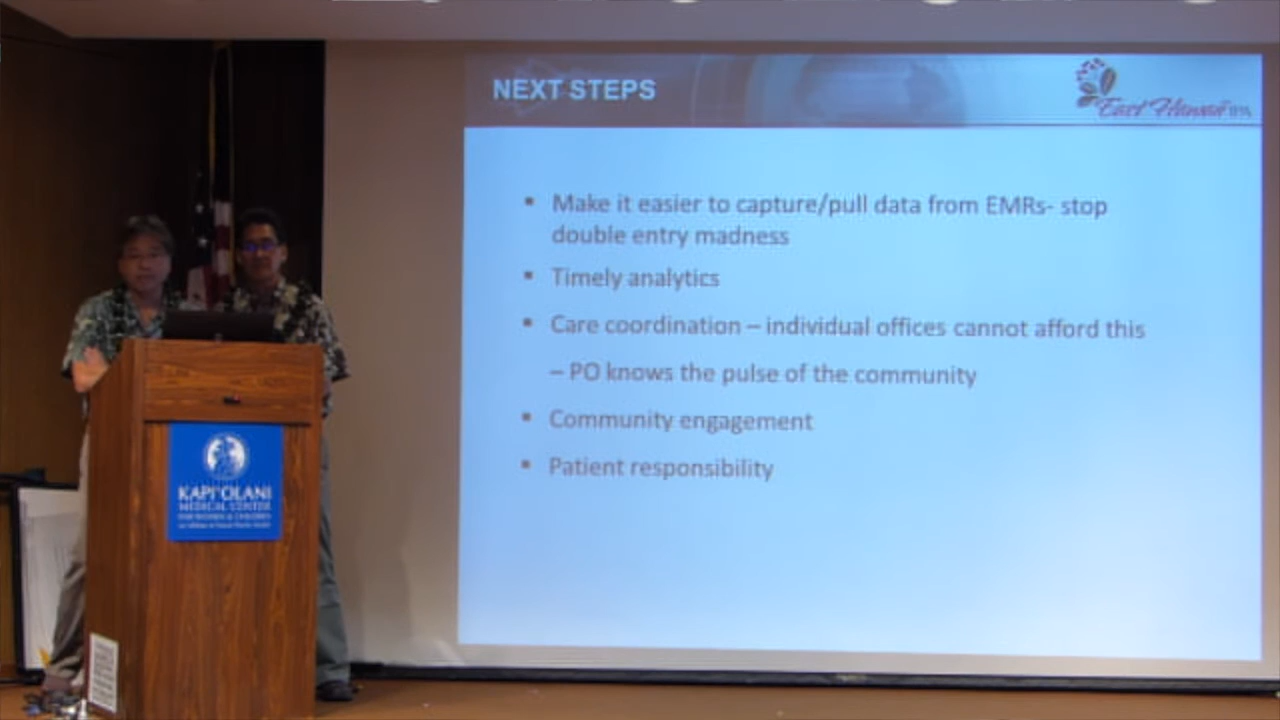 NEXT STEPS
East Hawaii IPA
▪ Make it easier to capture/pull data from EMRs- stop
double entry madness
▪ Timely analytics
▪ Care coordination – individual offices cannot afford this
– PO knows the pulse of the community
▪ Community engagement
▪ Patient responsibility
KAPI'OLANI
MEDICAL CENTER
FOR WOMEN & CHILDREN